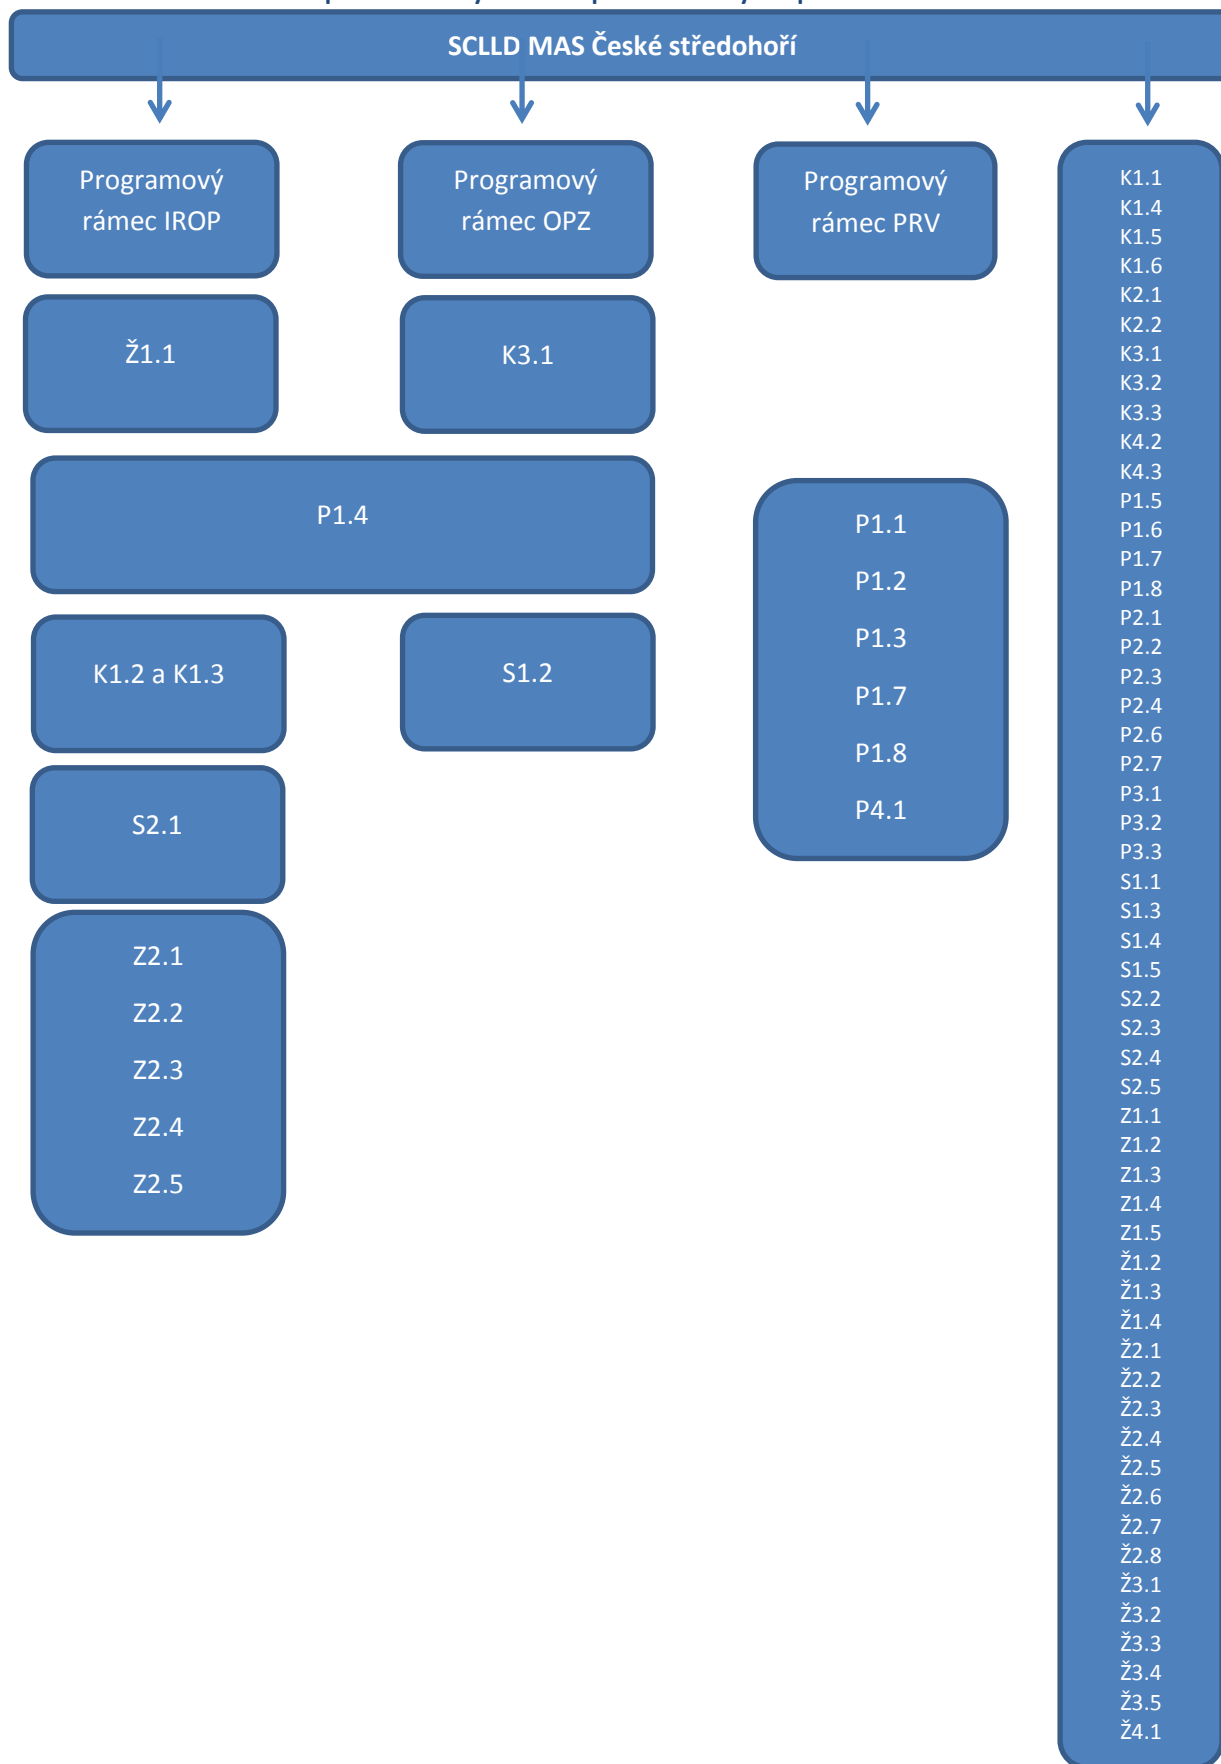 SCLLD MAS České středohoří
Programový
rámec IROP
Programový
rámec OPZ
Programový
rámec PRV
Ž1.1
K3.1
P1.4
K1.2 a K1.3
S1.2
S2.1
Z2.1
Z2.2
Z2.3
Z2.4
Z2.5
P1.1
P1.2
P1.3
P1.7
P1.8
P4.1
K1.1
K1.4
K1.5
K1.6
K2.1
K2.2
K3.1
K3.2
K3.3
K4.2
K4.3
P1.5
P1.6
P1.7
P1.8
P2.1
P2.2
P2.3
P2.4
P2.6
P2.7
P3.1
P3.2
P3.3
S1.1
S1.3
S1.4
S1.5
S2.2
S2.3
S2.4
S2.5
Z1.1
Z1.2
Z1.3
Z1.4
Z1.5
Ž1.2
Ž1.3
Ž1.4
Ž2.1
Ž2.2
Ž2.3
Ž2.4
Ž2.5
Ž2.6
Ž2.7
Ž2.8
Ž3.1
Ž3.2
Ž3.3
Ž3.4
Ž3.5
Ž4.1